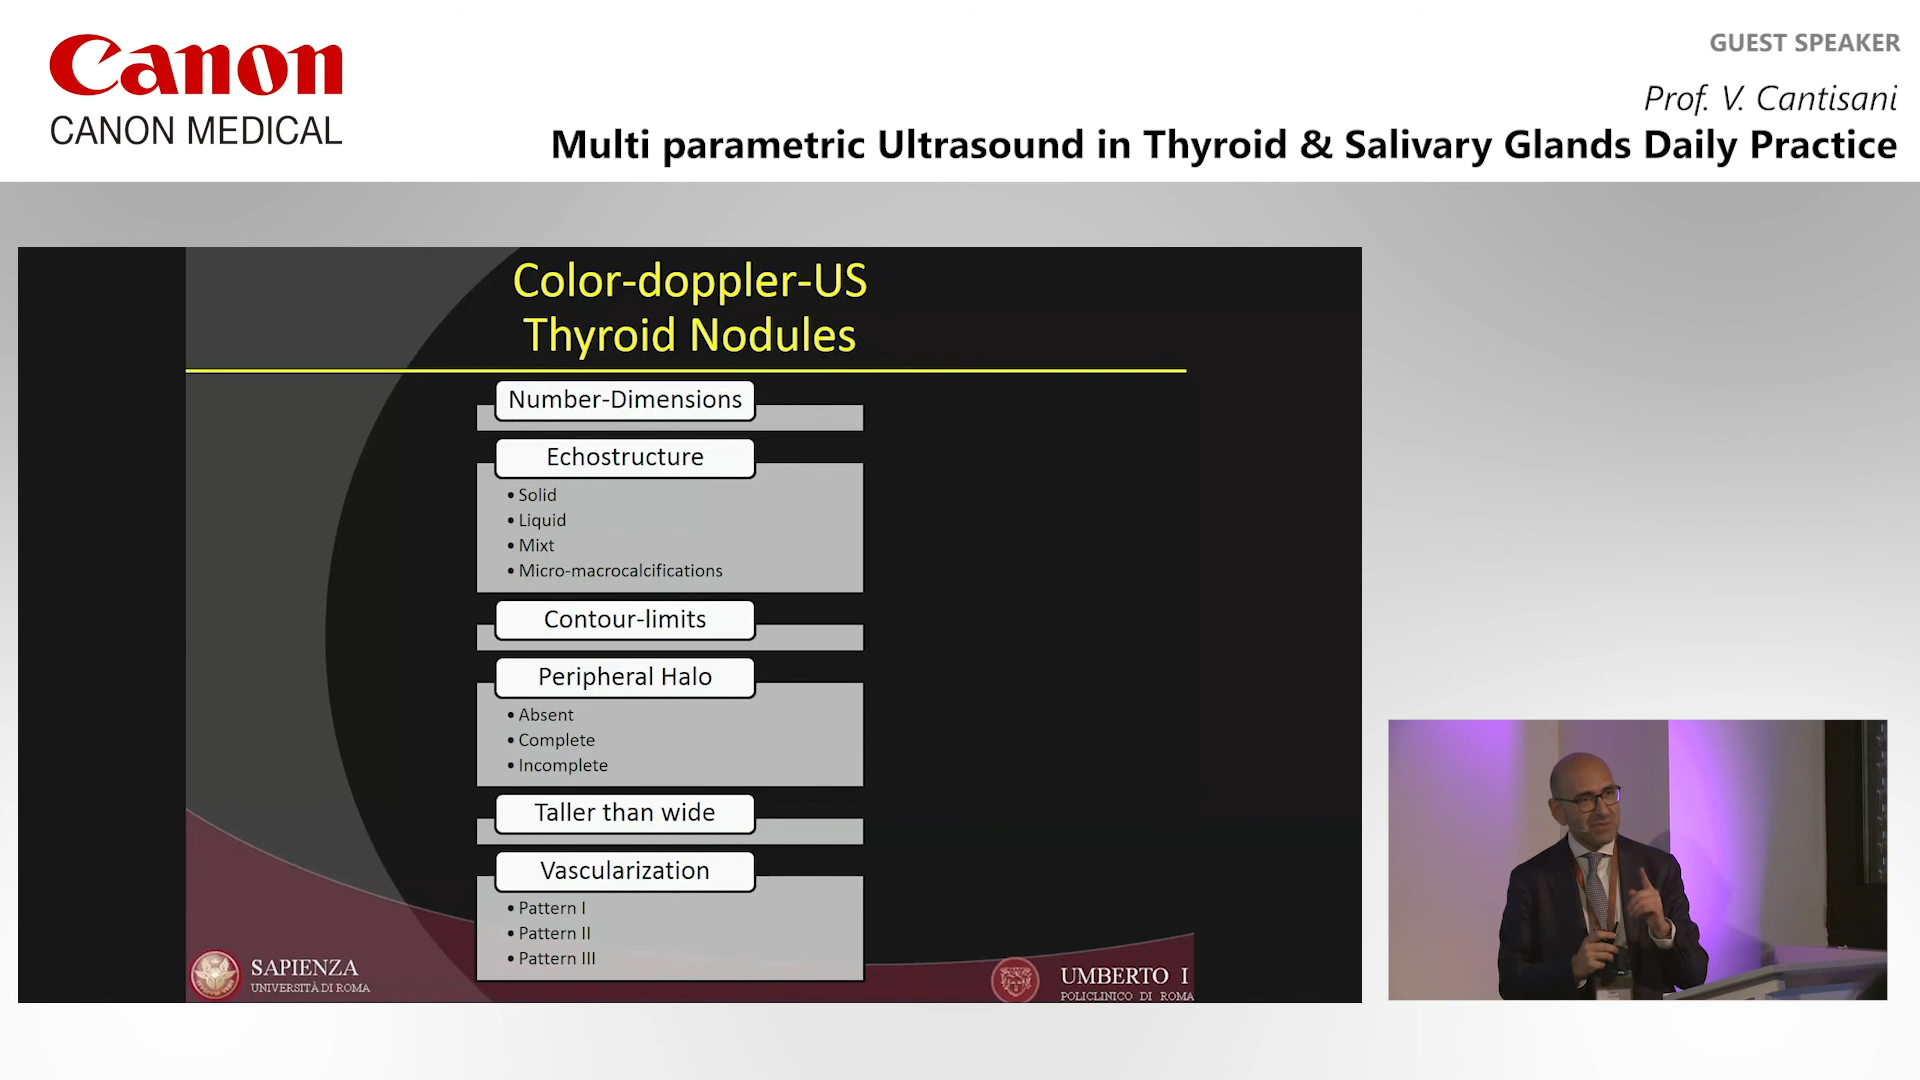 Canon
CANON MEDICAL
GUEST SPEAKER
Prof. V. Cantisani
Multi parametric Ultrasound in Thyroid & Salivary Glands Daily Practice
Color-doppler-US
Thyroid Nodules
Number-Dimensions
Echostructure
• Solid
• Liquid
• Mixt
• Micro-macrocalcifications
Contour-limits
Peripheral Halo
• Absent
• Complete
• Incomplete
Taller than wide
Vascularization
• Pattern I
• Pattern II
• Pattern III
SAPIENZA
UNIVERSITÀ DI ROMA
UMBERTO I
POLICLINICO DI ROMA